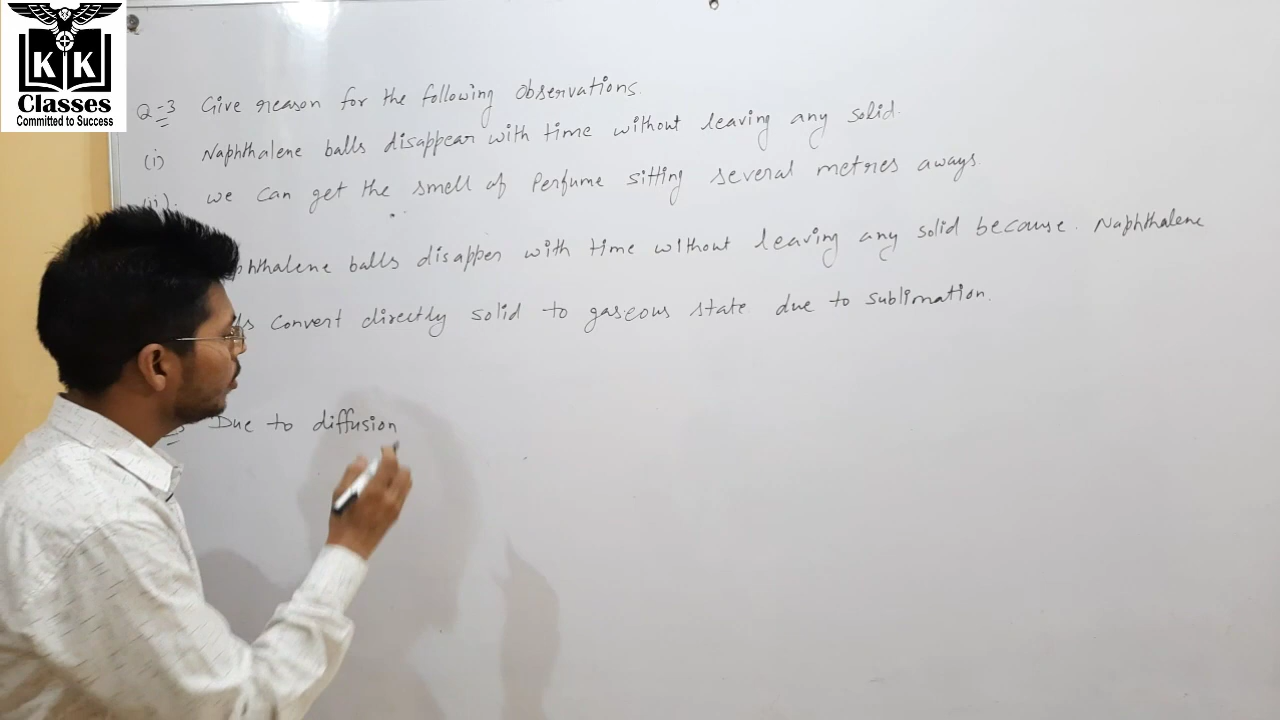 K K
Classes
Committed to Success
Q-3 Give reason for the following Observations.
(i) Naphthalene balls disappear with time without leaving any solid.
(ii). we can get the smell of Perfume sitting several metres aways.
phthalene balls disapper with time without leaving any solid because. Naphthalene
ls convert directly solid to gaseous state due to sublimation.
Due to diffusion